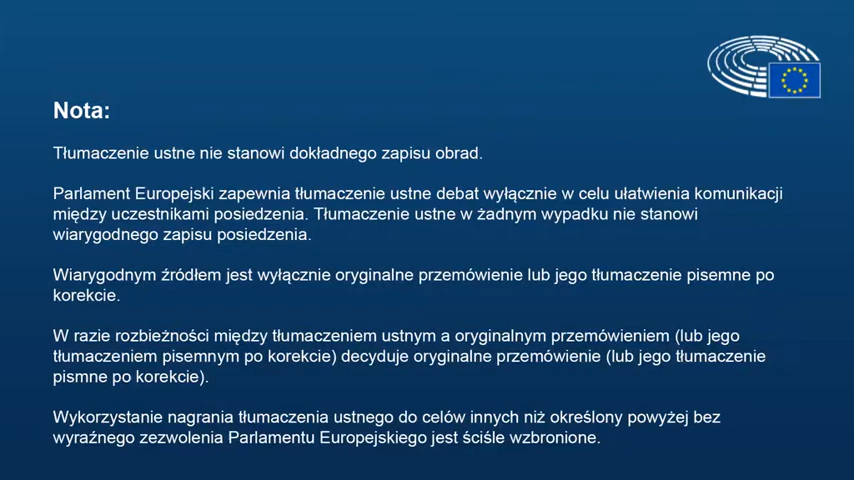 Nota:
Tłumaczenie ustne nie stanowi dokładnego zapisu obrad.
Parlament Europejski zapewnia tłumaczenie ustne debat wyłącznie w celu ułatwienia komunikacji
między uczestnikami posiedzenia. Tłumaczenie ustne w żadnym wypadku nie stanowi
wiarygodnego zapisu posiedzenia.
Wiarygodnym źródłem jest wyłącznie oryginalne przemówienie lub jego tłumaczenie pisemne po
korekcie.
W razie rozbieżności między tłumaczeniem ustnym a oryginalnym przemówieniem (lub jego
tłumaczeniem pisemnym po korekcie) decyduje oryginalne przemówienie (lub jego tłumaczenie
pismne po korekcie).
Wykorzystanie nagrania tłumaczenia ustnego do celów innych niż określony powyżej bez
wyraźnego zezwolenia Parlamentu Europejskiego jest ściśle wzbronione.